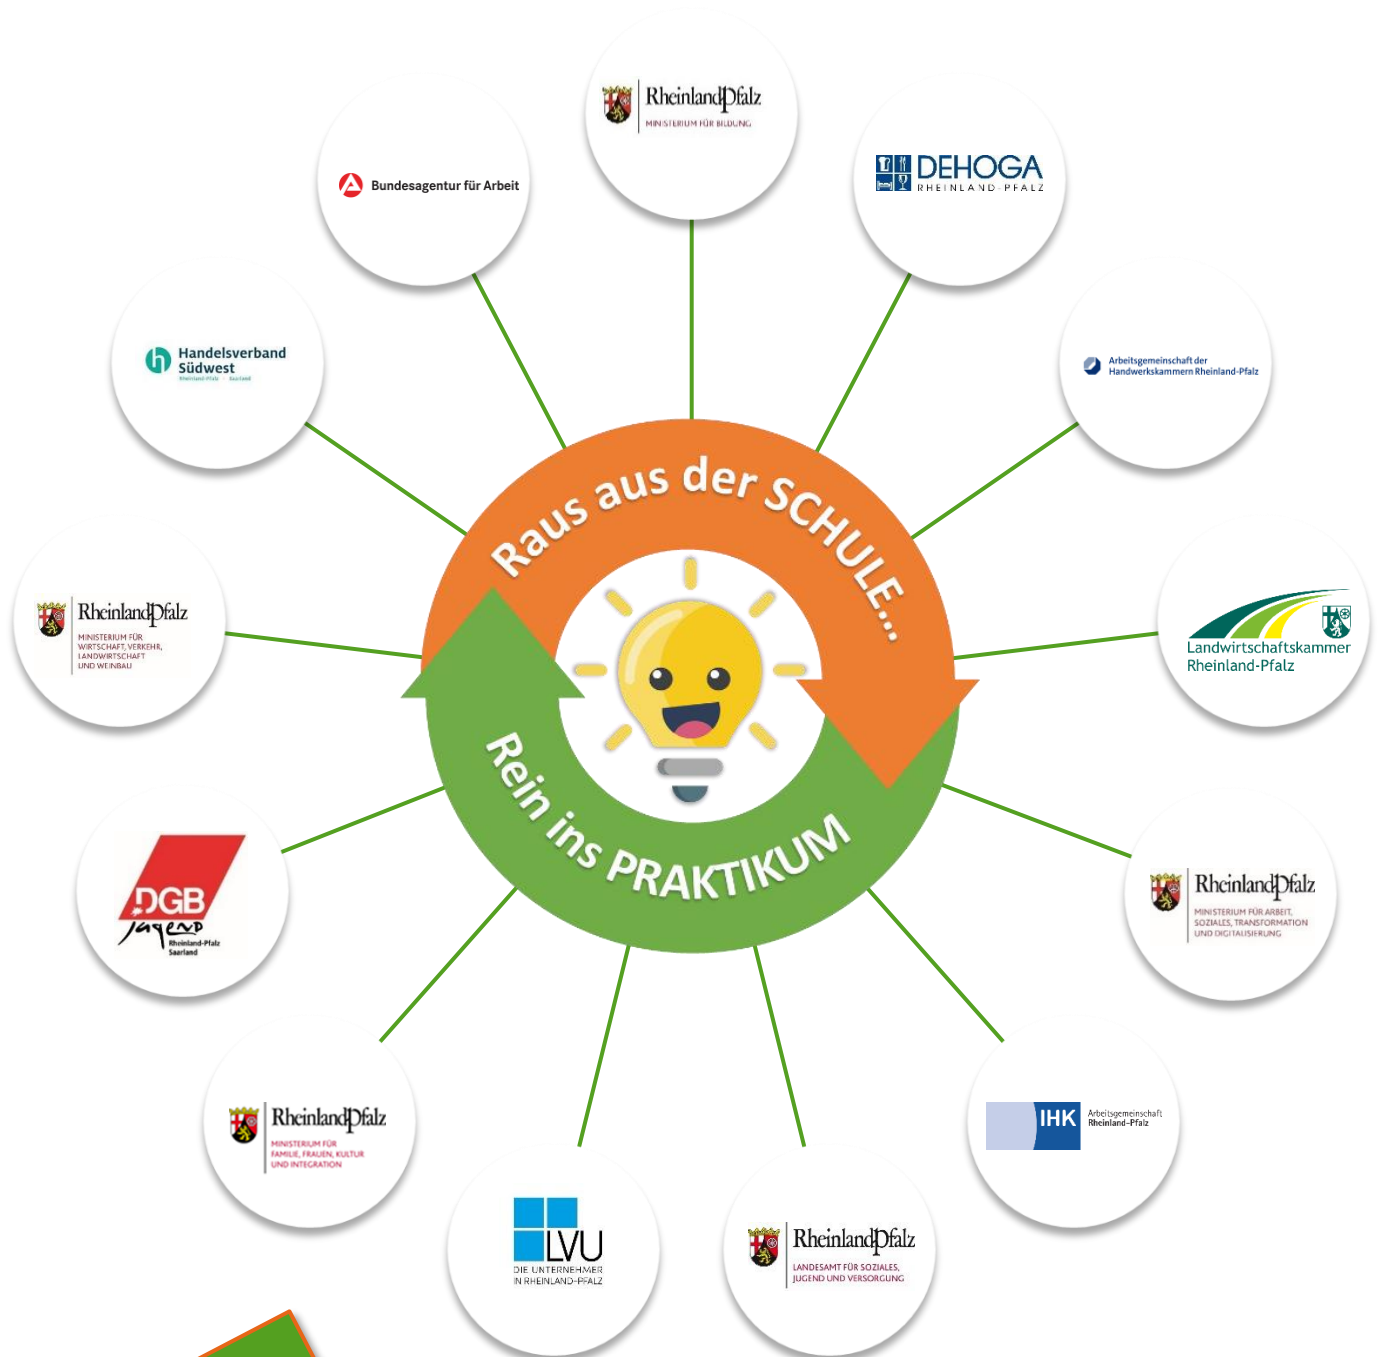 RheinlandPfalz
MINISTERIUM FÜR BILDUNG
DEHOGA
RHEINLAND-PFALZ
Arbeitsgemeinschaft der
Handwerkskammern Rheinland-Pfalz
Landwirtschaftskammer
Rheinland-Pfalz
RheinlandPfalz
MINISTERIUM FÜR ARBEIT,
SOZIALES, TRANSFORMATION
UND DIGITALISIERUNG
IHK
Arbeitsgemeinschaft
Rheinland-Pfalz
RheinlandPfalz
LANDESAMT FÜR SOZIALES,
JUGEND UND VERSORGUNG
LVU
DIE UNTERNEHMER
IN RHEINLAND-PFALZ
RheinlandPfalz
MINISTERIUM FÜR
FAMILIE, FRAUEN, KULTUR
UND INTEGRATION
DGB
Jugend
Rheinland-Pfalz
Saarland
RheinlandPfalz
MINISTERIUM FÜR
WIRTSCHAFT, VERKEHR,
LANDWIRTSCHAFT
UND WEINBAU
h Handelsverband
Südwest
Rheinland-Pfalz - Saarland
Bundesagentur für Arbeit
Raus aus der SCHULE...
Rein ins PRAKTIKUM